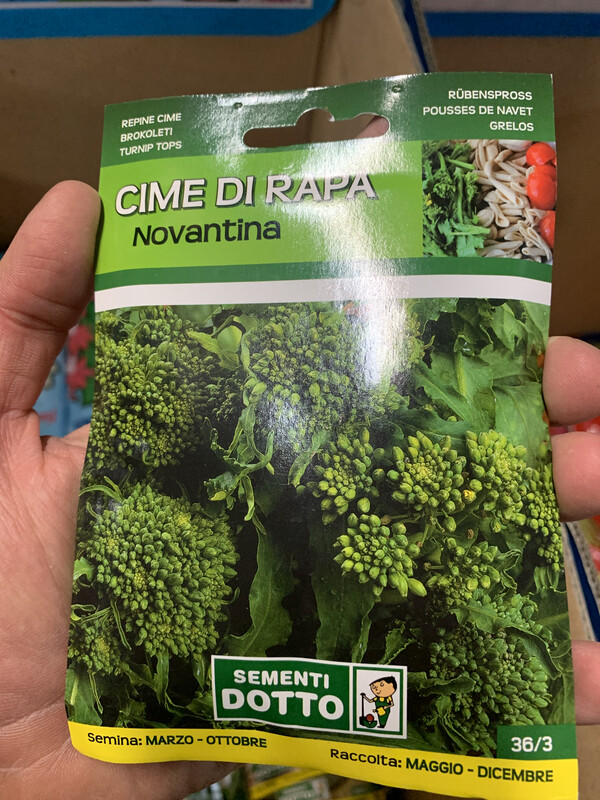 REPINE CIME
BROKOLETI
TURNIP TOPS
RÜBENSPROSS
POUSSES DE NAVET
GRELOS
CIME DI RAPA
Novantina
SEMENTI
DOTTO
36/3
Semina: MARZO - OTTOBRE
Raccolta: MAGGIO - DICEMBRE